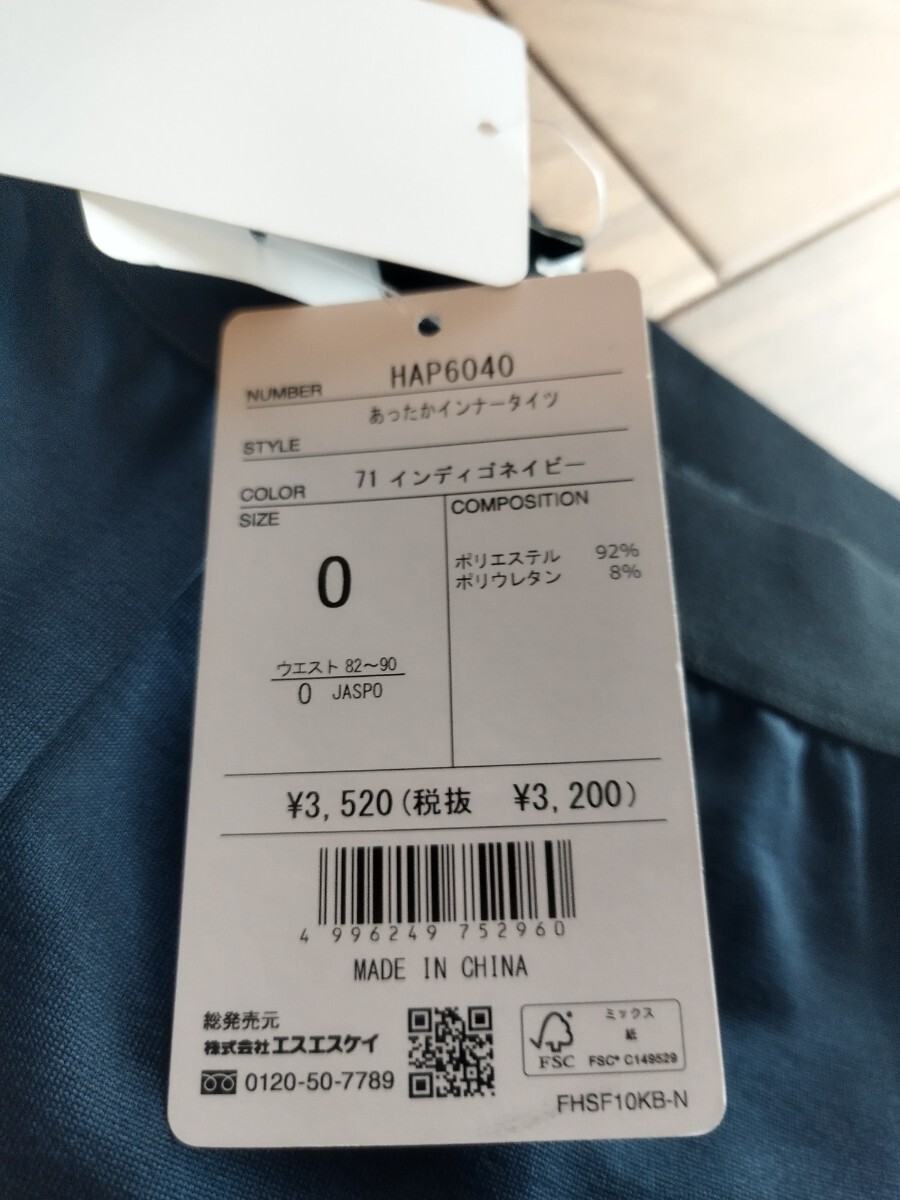 NUMBER HAP6040
あったかインナータイツ
STYLE
COLOR 71 インディゴネイビー
SIZE
0
ウエスト 82～90
0 JASPO
COMPOSITION
ポリエステル 92%
ポリウレタン 8%
¥3,520(税抜 ¥3,200)
4 996249 752960
MADE IN CHINA
総発売元
株式会社エスエスケイ
0120-50-7789
FSC
ミックス
紙
FSC® C149529
FHSF10KB-N